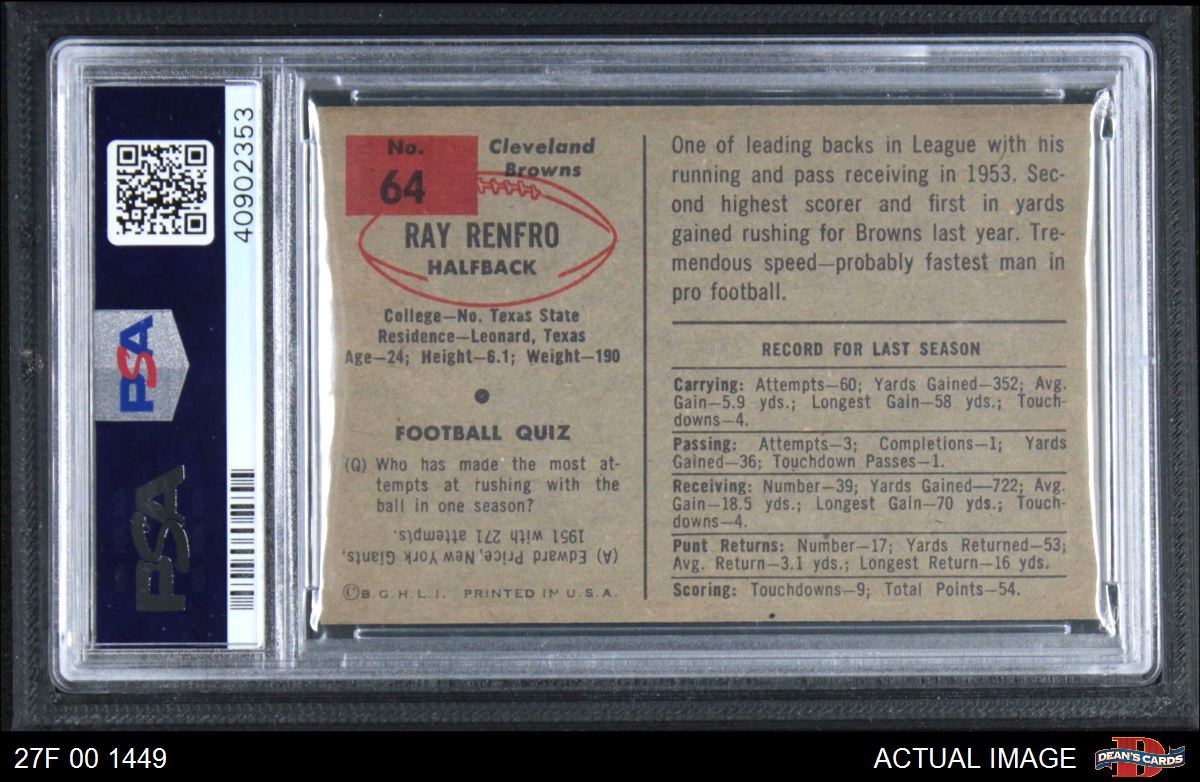 40902353
PSA
PSA
No.
64
Cleveland
Browns
RAY RENFRO
HALFBACK
College—No. Texas State
Residence—Leonard, Texas
Age—24; Height—6.1; Weight—190
FOOTBALL QUIZ
(Q) Who has made the most at-
tempts at rushing with the
ball in one season?
(A) Edward Price, New York Giants,
1951 with 271 attempts.
©B.G.H.L.I. PRINTED IN U.S.A.
One of leading backs in League with his
running and pass receiving in 1953. Sec-
ond highest scorer and first in yards
gained rushing for Browns last year. Tre-
mendous speed—probably fastest man in
pro football.
RECORD FOR LAST SEASON
Carrying: Attempts—60; Yards Gained—352; Avg.
Gain—5.9 yds.; Longest Gain—58 yds.; Touch-
downs—4.
Passing: Attempts—3; Completions—1; Yards
Gained—36; Touchdown Passes—1.
Receiving: Number—39; Yards Gained—722; Avg.
Gain—18.5 yds.; Longest Gain—70 yds.; Touch-
downs—4.
Punt Returns: Number—17; Yards Returned—53;
Avg. Return—3.1 yds.; Longest Return—16 yds.
Scoring: Touchdowns—9; Total Points—54.
27F 00 1449
ACTUAL IMAGE
D
DEAN'S CARDS